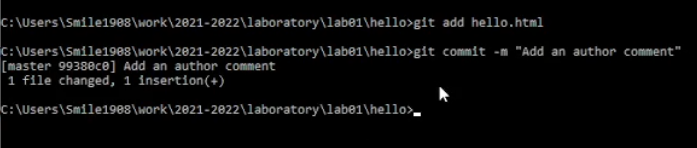 C:\Users\Smile1908\work\2021-2022\laboratory\lab01\hello>git add hello.html
C:\Users\Smile1908\work\2021-2022\laboratory\lab01\hello>git commit -m "Add an author comment"
[master 99380c0] Add an author comment
 1 file changed, 1 insertion(+)
C:\Users\Smile1908\work\2021-2022\laboratory\lab01\hello>